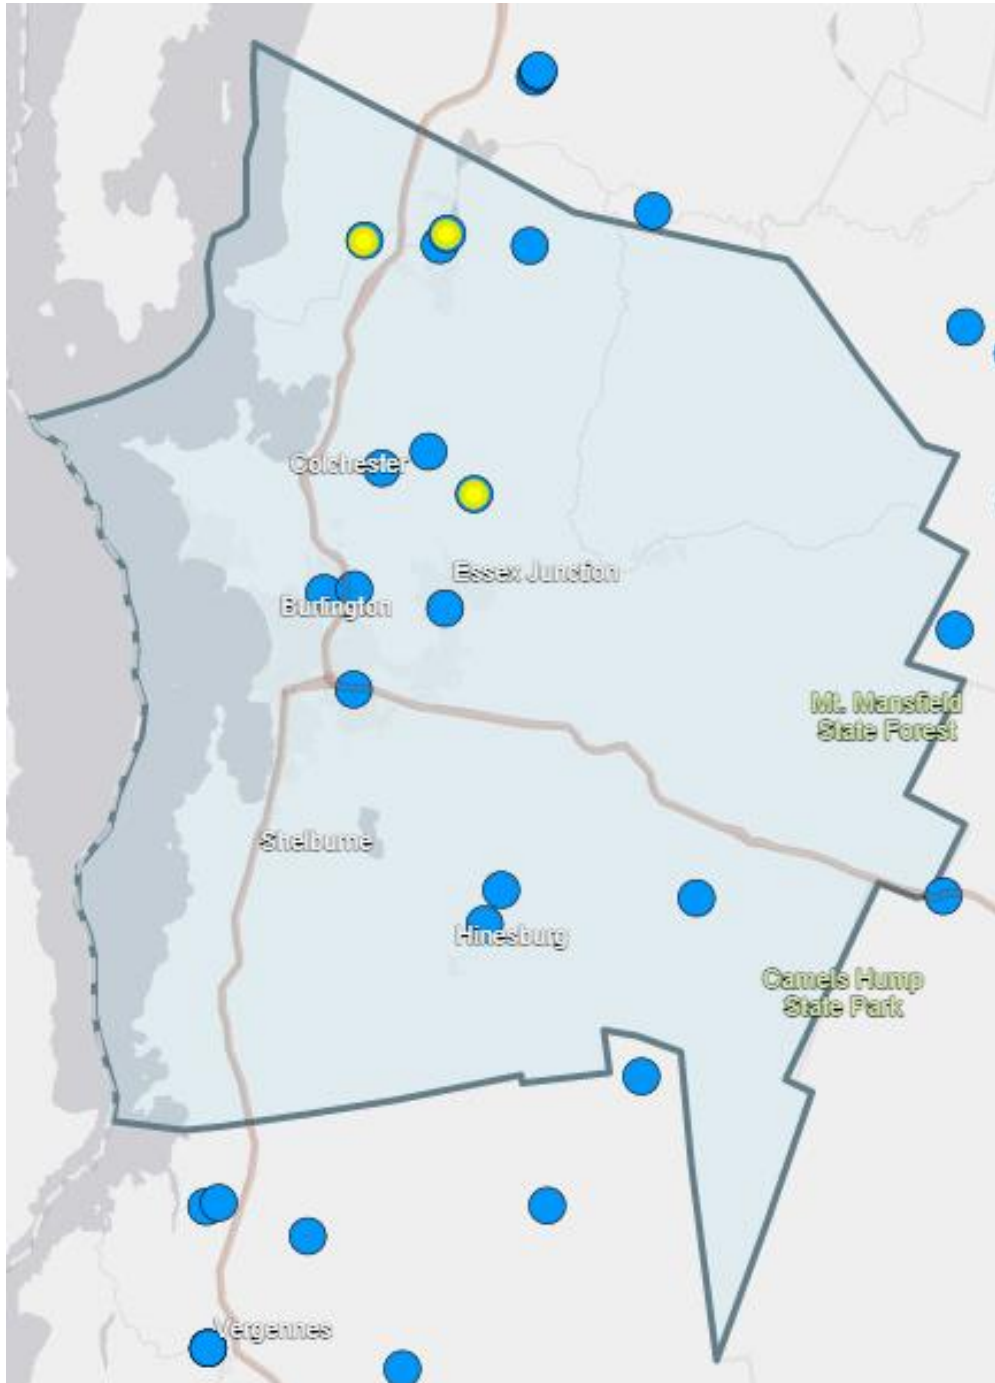 Colchester
Essex Junction
Burlington
Mt. Mansfield
State Forest
Shelburne
Hinesburg
Camels Hump
State Park
Vergennes